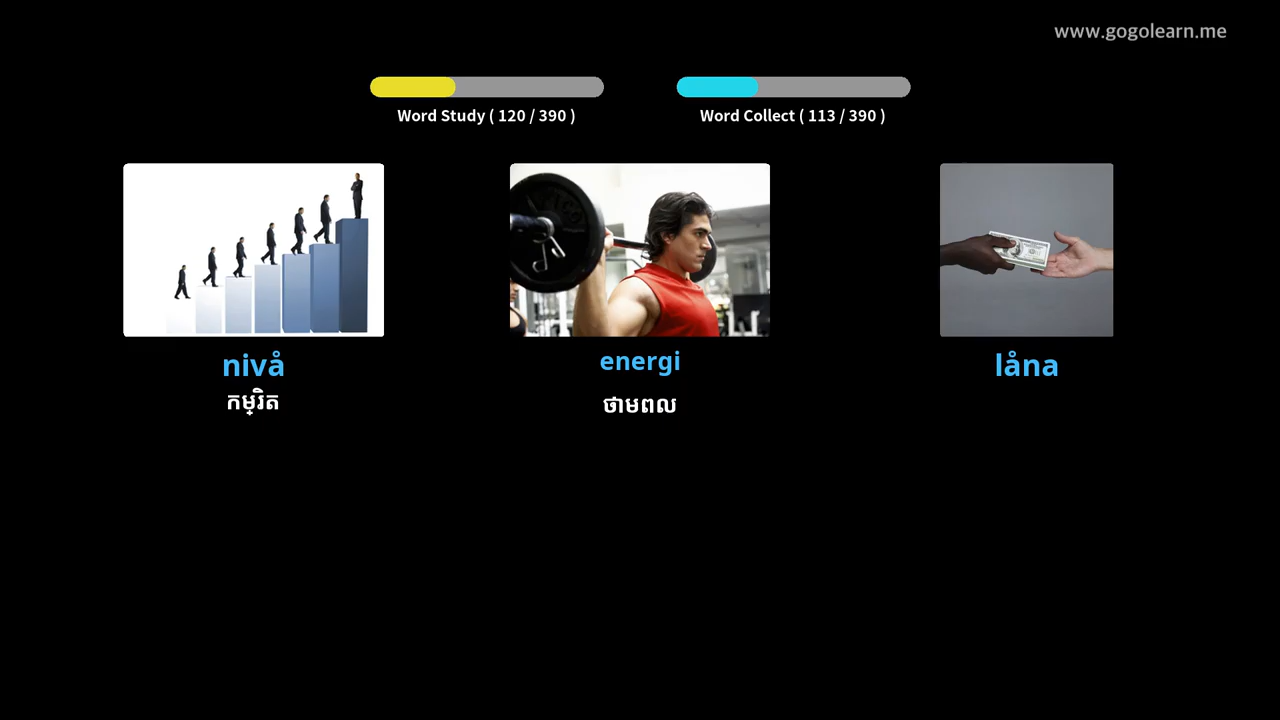 www.gogolearn.me
Word Study ( 120 / 390 )
Word Collect ( 113 / 390 )
nivå
កម្រិត
energi
ថាមពល
låna